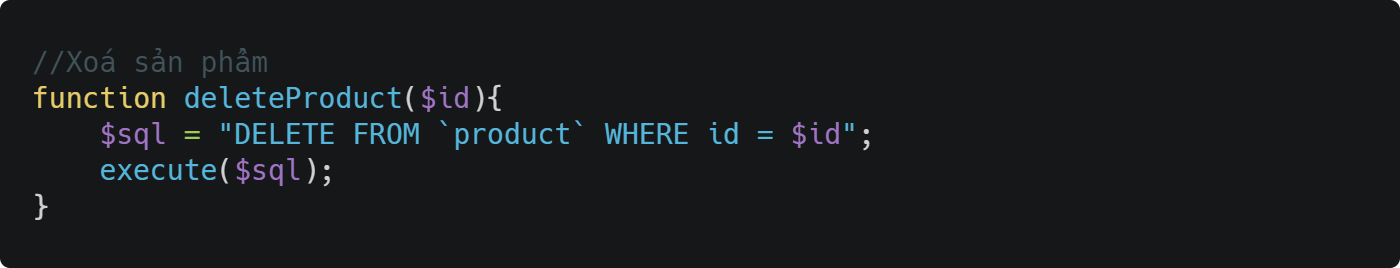 //Xoá sản phẩm
function deleteProduct($id){
    $sql = "DELETE FROM `product` WHERE id = $id";
    execute($sql);
}